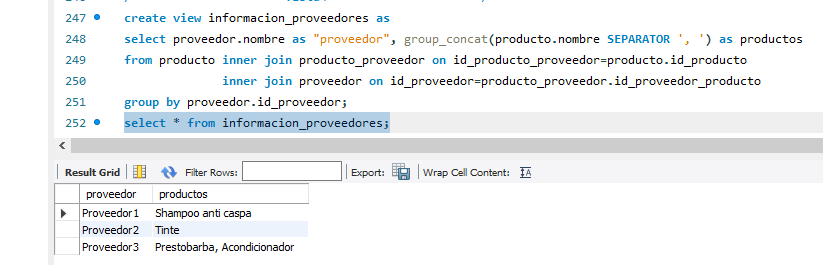 247 create view informacion_proveedores as
248 select proveedor.nombre as "proveedor", group_concat(producto.nombre SEPARATOR ', ') as productos
249 from producto inner join producto_proveedor on id_producto_proveedor=producto.id_producto
250 inner join proveedor on id_proveedor=producto_proveedor.id_proveedor_producto
251 group by proveedor.id_proveedor;
252 select * from informacion_proveedores;
Result Grid Filter Rows: Export: Wrap Cell Content:
proveedor productos
Proveedor1 Shampoo anti caspa
Proveedor2 Tinte
Proveedor3 Prestobarba, Acondicionador